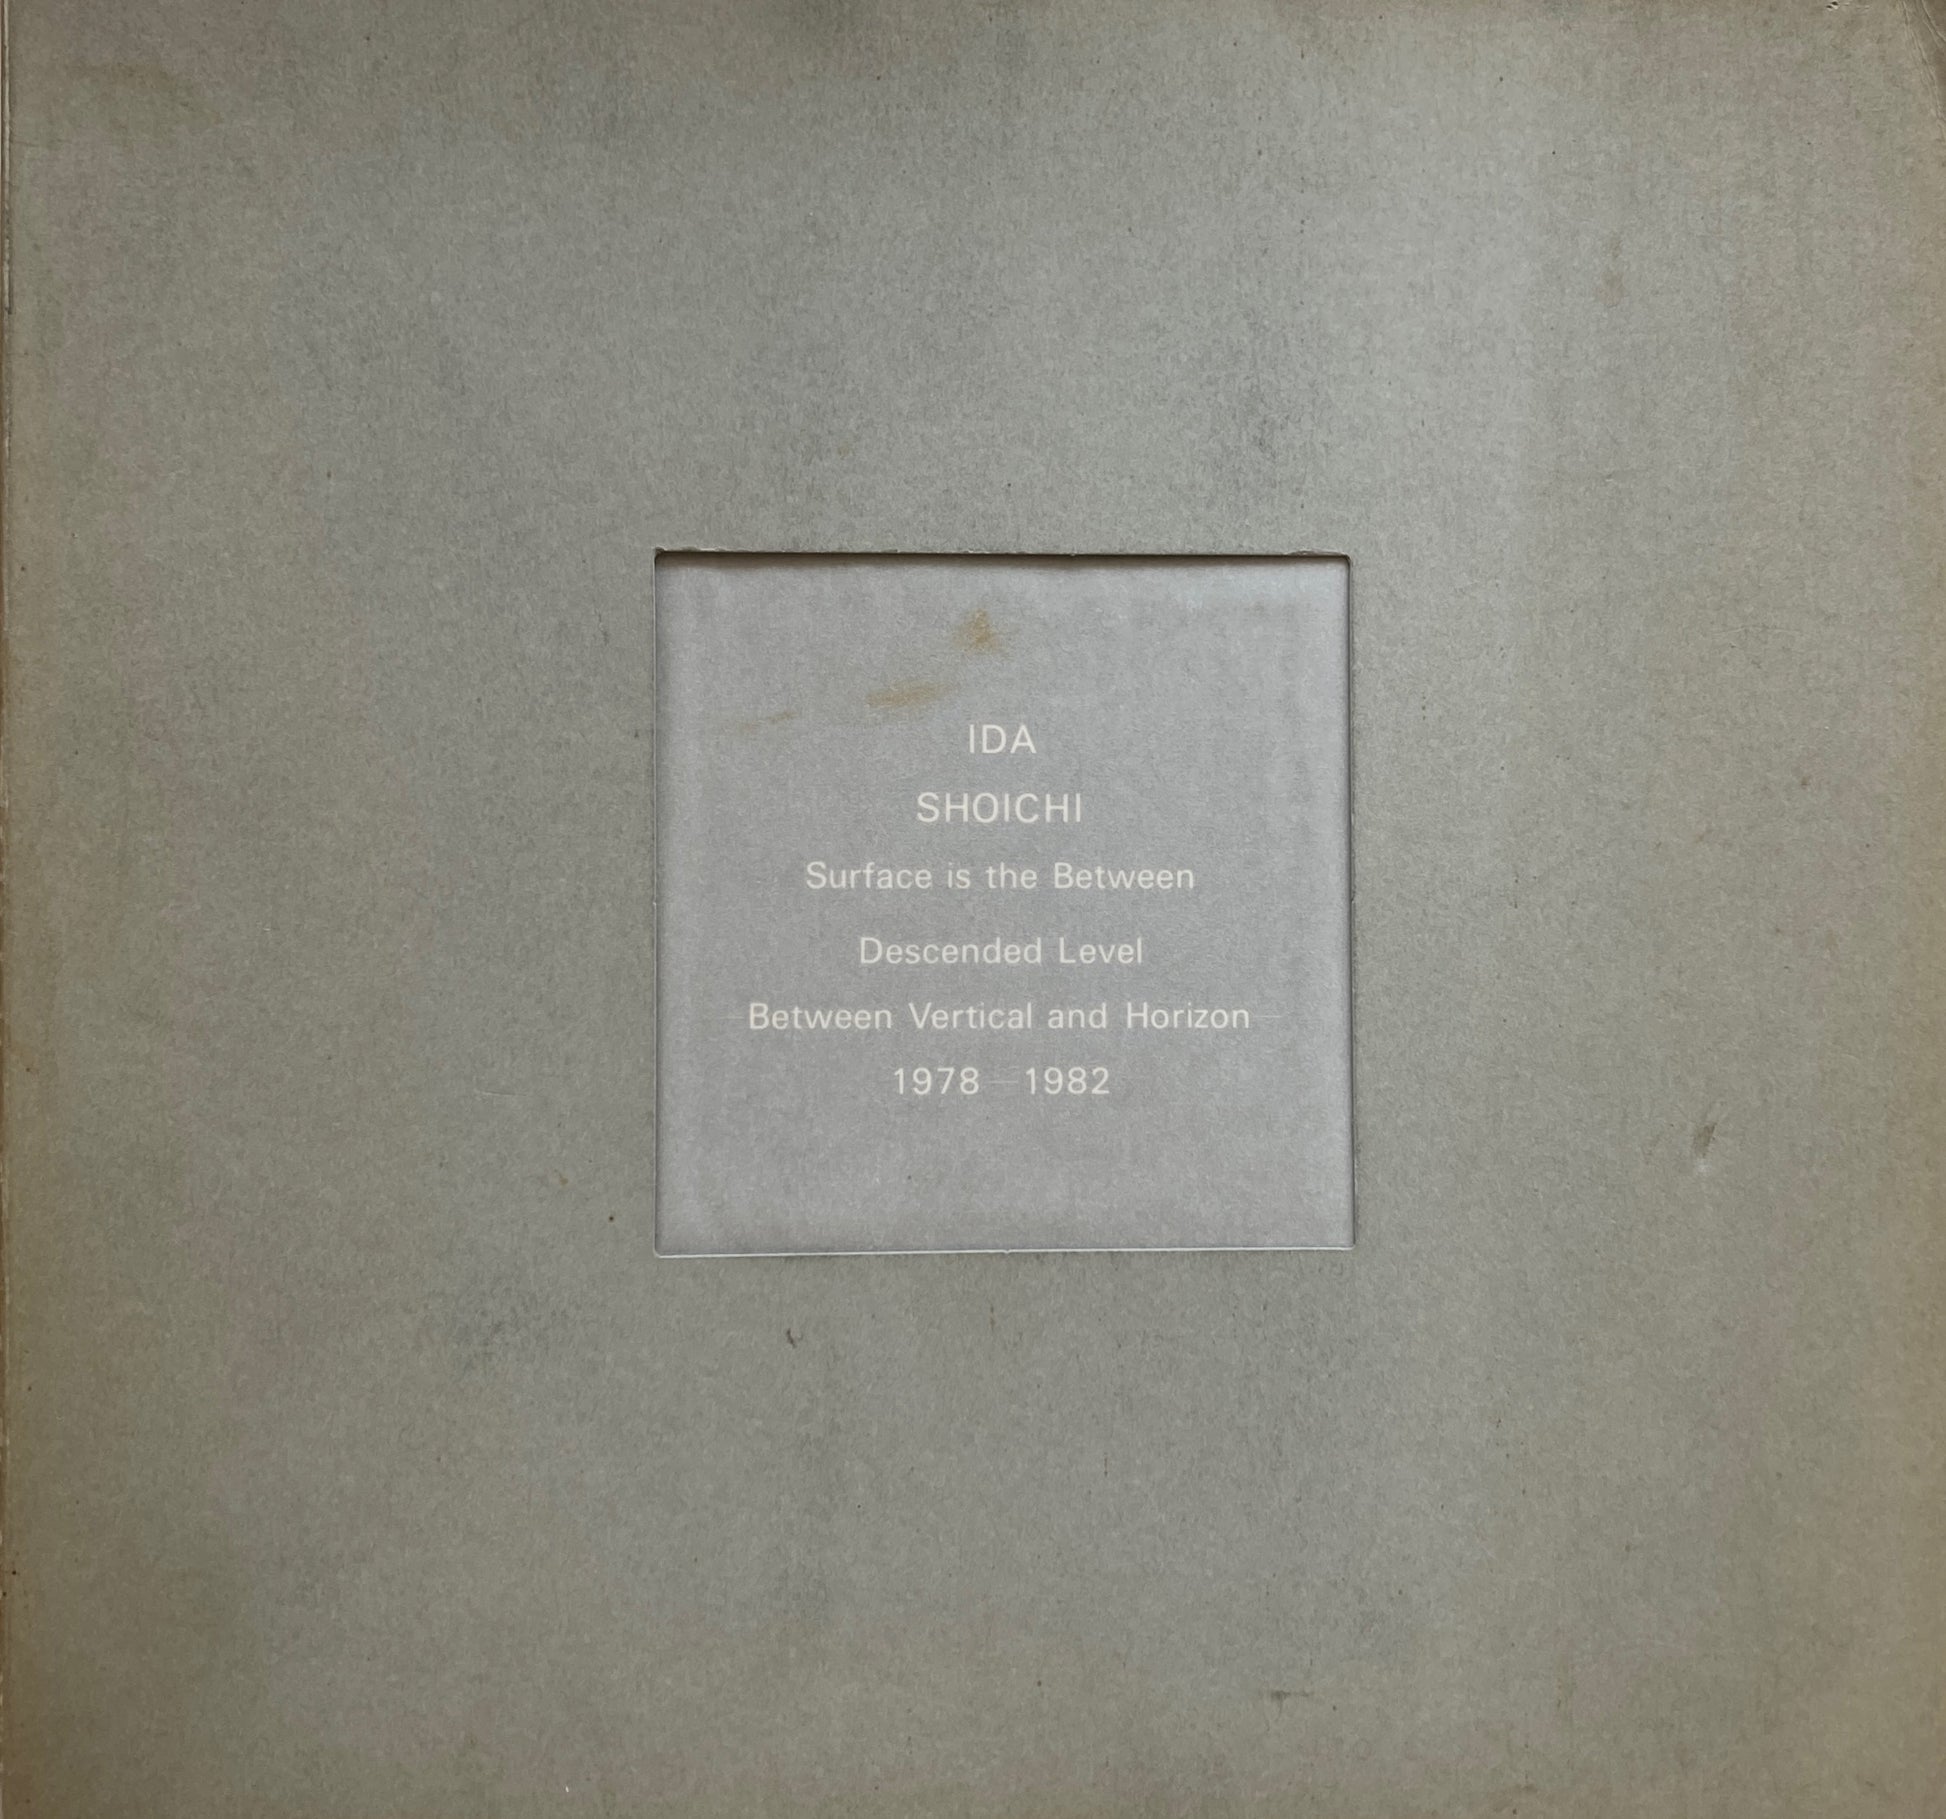 IDA
SHOICHI
Surface is the Between
Descended Level
—Between Vertical and Horizon—
1978—1982